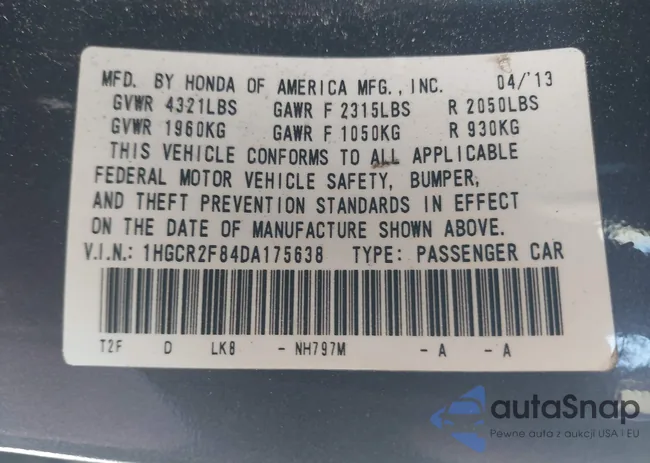 MFD. BY HONDA OF AMERICA MFG., INC. 04/'13
GVWR 4321LBS GAWR F 2315LBS R 2050LBS
GVWR 1960KG GAWR F 1050KG R 930KG
THIS VEHICLE CONFORMS TO ALL APPLICABLE
FEDERAL MOTOR VEHICLE SAFETY, BUMPER,
AND THEFT PREVENTION STANDARDS IN EFFECT
ON THE DATE OF MANUFACTURE SHOWN ABOVE.
V.I.N.: 1HGCR2F84DA175638 TYPE: PASSENGER CAR
T2F D LK8 - NH797M - A - A
autaSnap
Pewne auta z aukcji USA i EU